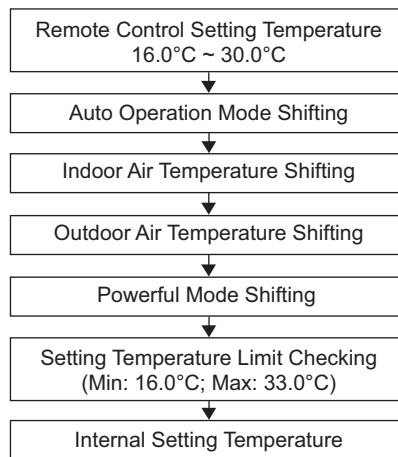 Remote Control Setting Temperature
16.0°C ~ 30.0°C
Auto Operation Mode Shifting
Indoor Air Temperature Shifting
Outdoor Air Temperature Shifting
Powerful Mode Shifting
Setting Temperature Limit Checking
(Min: 16.0°C; Max: 33.0°C)
Internal Setting Temperature